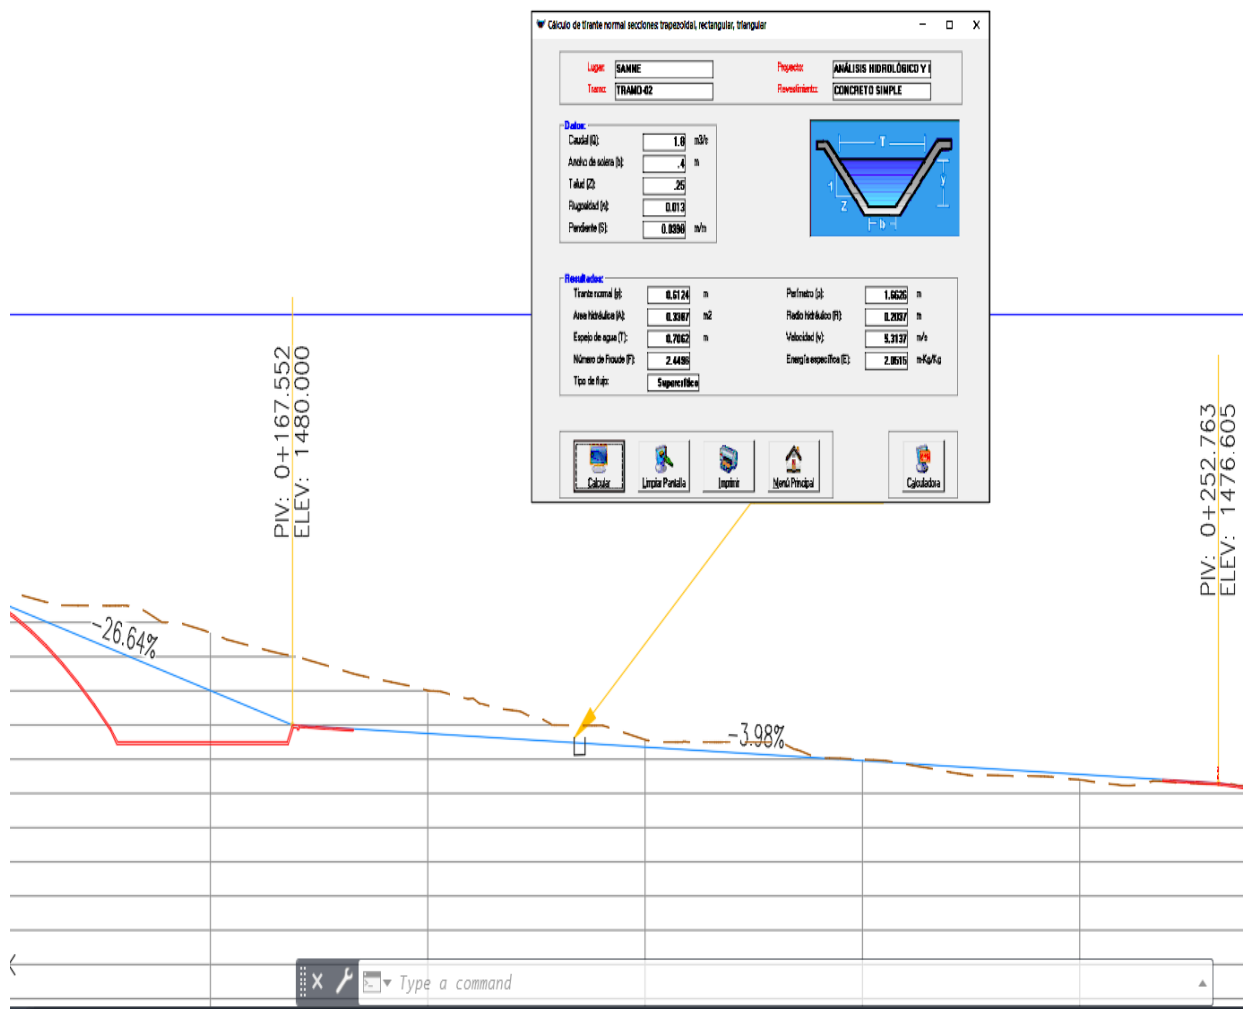 Cálculo de tirante normal secciones: trapezoidal, rectangular, triangular
Lugar: SAMNE Proyecto: ANÁLISIS HIDROLÓGICO Y I
Tramo: TRAMO-02 Revestimiento: CONCRETO SIMPLE
Datos:
Caudal (Q): 1.8 m3/s
Ancho de solera (b): .4 m
Talud (Z): .25
Rugosidad (n): 0.013
Pendiente (S): 0.0398 m/m
T
y
1
Z
b
Resultados:
Tirante normal (y): 0.6124 m Perímetro (p): 1.6626 m
Area hidráulica (A): 0.3387 m2 Radio hidráulico (R): 0.2037 m
Espejo de agua (T): 0.7062 m Velocidad (v): 5.3137 m/s
Número de Froude (F): 2.4496 Energía específica (E): 2.0515 m-Kg/Kg
Tipo de flujo: Supercrítico
Calcular Limpiar Pantalla Imprimir Menú Principal Calculadora
PIV: 0+167.552
ELEV: 1480.000
PIV: 0+252.763
ELEV: 1476.605
-26.64%
-3.98%
Type a command